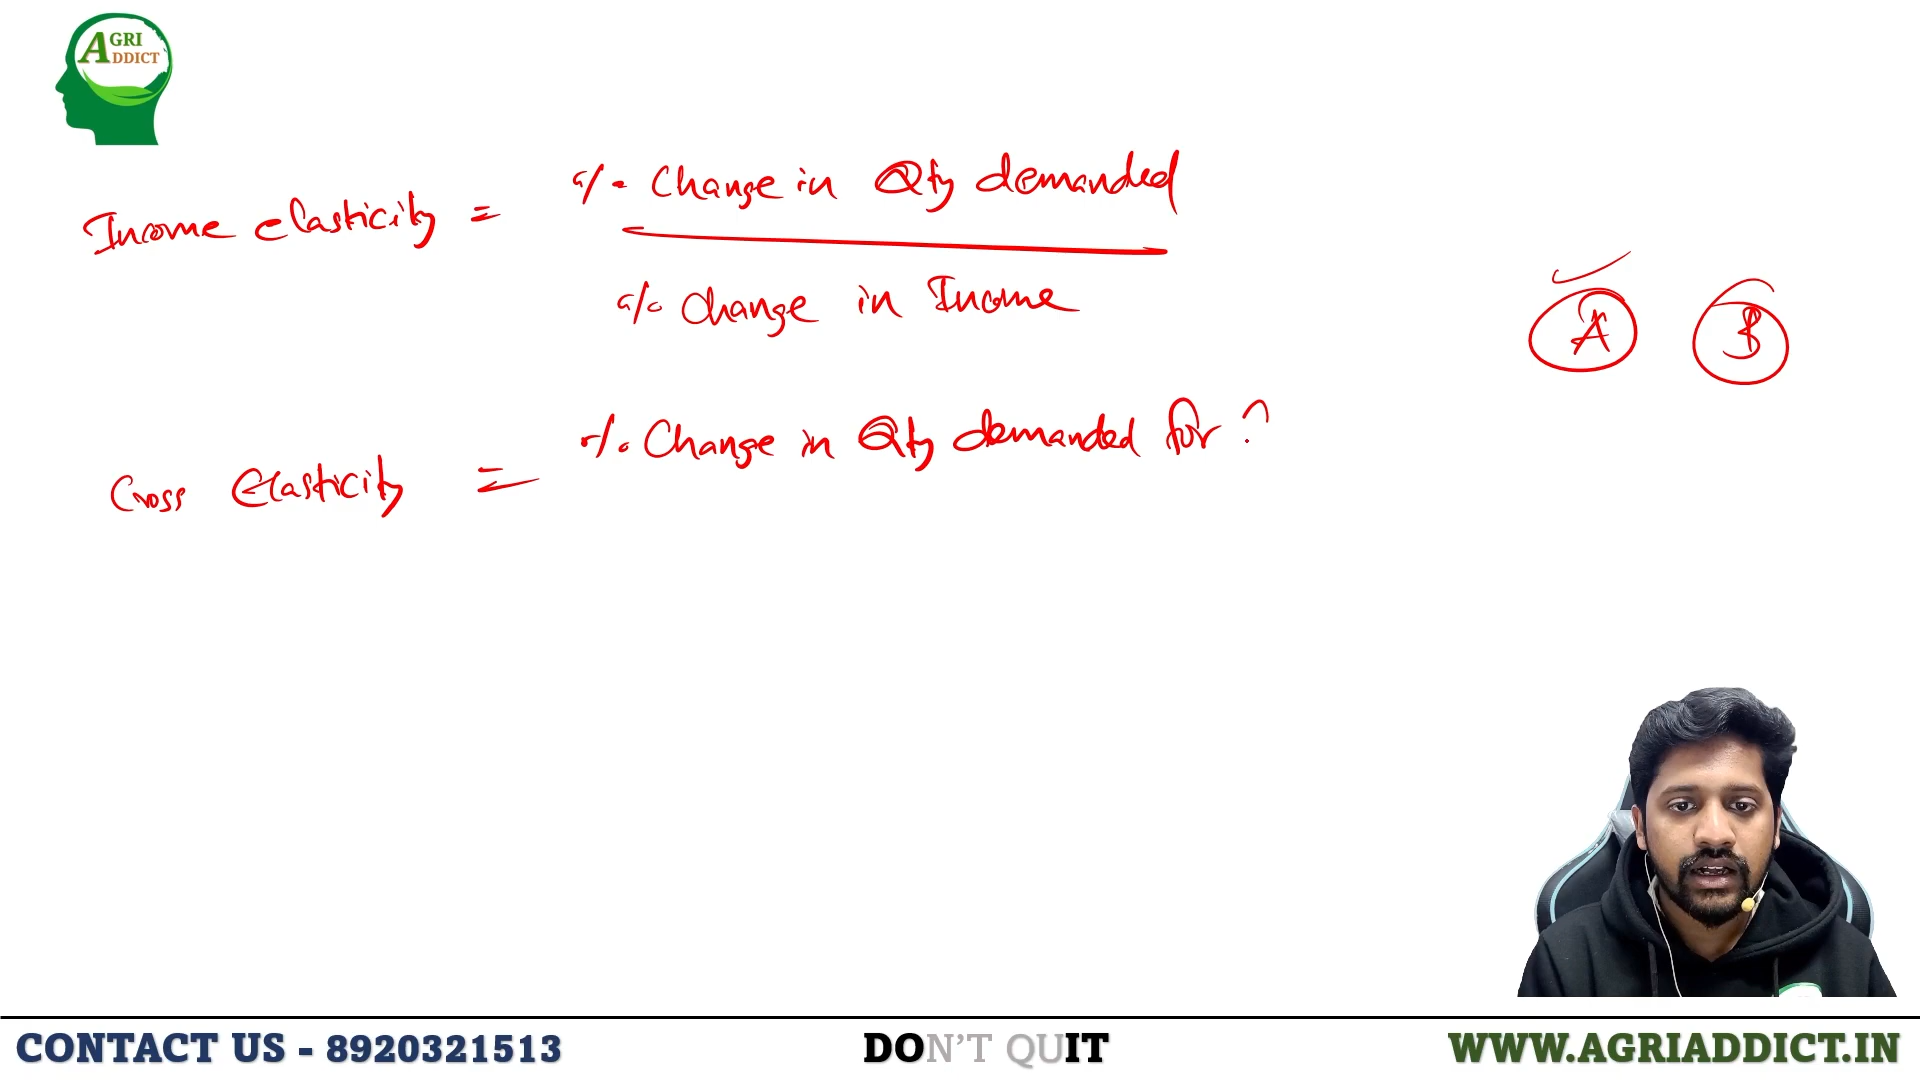 AGRI
ADDICT
Income elasticity = % Change in Qty demanded
% Change in Income
A B
Cross Elasticity = % Change in Qty demanded for ?
CONTACT US - 8920321513
DON'T QUIT
WWW.AGRIADDICT.IN